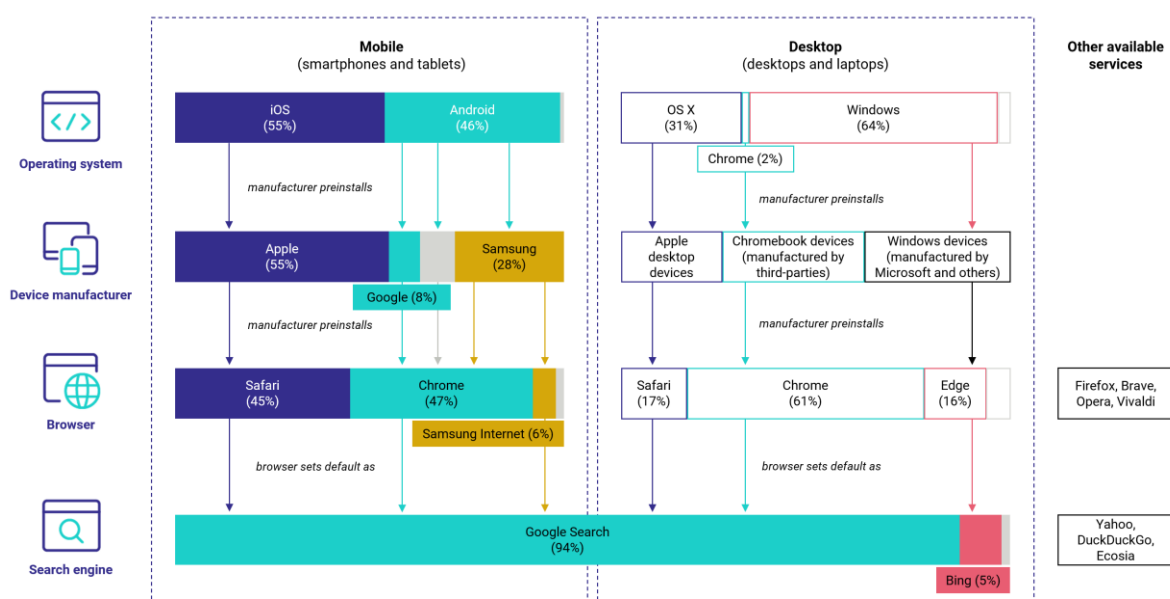 Mobile
(smartphones and tablets)
Desktop
(desktops and laptops)
Other available
services
Operating system
iOS
(55%)
Android
(46%)
OS X
(31%)
Windows
(64%)
Chrome (2%)
manufacturer preinstalls
manufacturer preinstalls
Device manufacturer
Apple
(55%)
Samsung
(28%)
Google (8%)
Apple
desktop
devices
Chromebook devices
(manufactured by
third-parties)
Windows devices
(manufactured by
Microsoft and others)
manufacturer preinstalls
manufacturer preinstalls
Browser
Safari
(45%)
Chrome
(47%)
Samsung Internet (6%)
Safari
(17%)
Chrome
(61%)
Edge
(16%)
Firefox, Brave,
Opera, Vivaldi
browser sets default as
browser sets default as
Search engine
Google Search
(94%)
Bing (5%)
Yahoo,
DuckDuckGo,
Ecosia